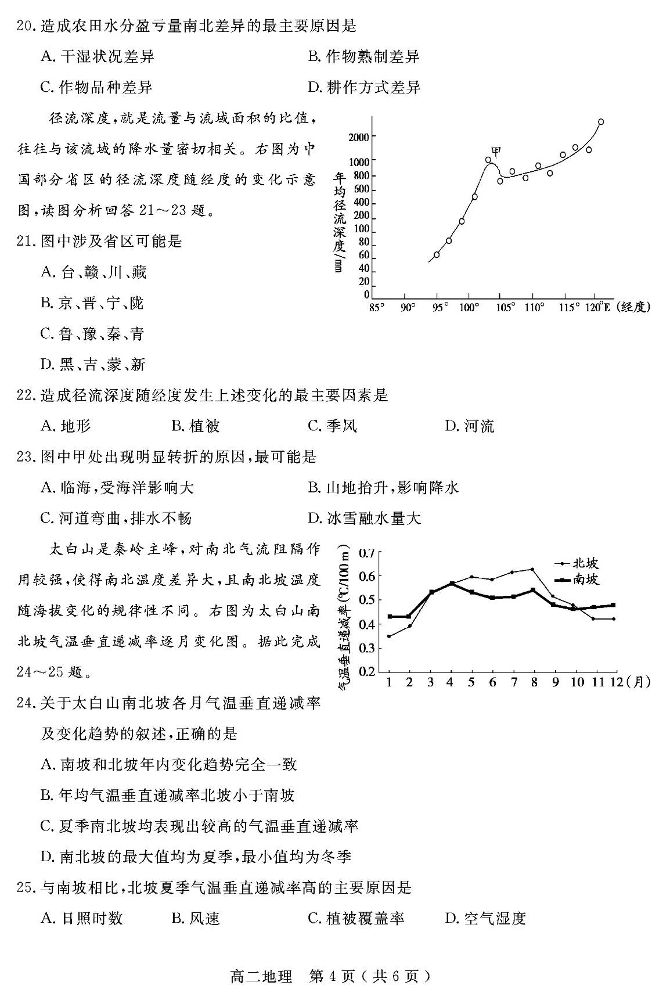 20. 造成农田水分盈亏量南北差异的最主要原因是
A. 干湿状况差异 B. 作物熟制差异
C. 作物品种差异 D. 耕作方式差异
径流深度,就是流量与流域面积的比值,
往往与该流域的降水量密切相关。右图为中
国部分省区的径流深度随经度的变化示意
图,读图分析回答 21～23 题。
21. 图中涉及省区可能是
A. 台、赣、川、藏
B. 京、晋、宁、陇
C. 鲁、豫、秦、青
D. 黑、吉、蒙、新
年均径流深度/mm
2000
1000
800
600
400
200
100
80
60
40
20
0
甲
85° 90° 95° 100° 105° 110° 115° 120°E (经度)
22. 造成径流深度随经度发生上述变化的最主要因素是
A. 地形 B. 植被 C. 季风 D. 河流
23. 图中甲处出现明显转折的原因,最可能是
A. 临海,受海洋影响大 B. 山地抬升,影响降水
C. 河道弯曲,排水不畅 D. 冰雪融水量大
太白山是秦岭主峰,对南北气流阻隔作
用较强,使得南北温度差异大,且南北坡温度
随海拔变化的规律性不同。右图为太白山南
北坡气温垂直递减率逐月变化图。据此完成
24～25 题。
气温垂直递减率(℃/100 m)
0.7
0.6
0.5
0.4
0.3
0.2
北坡
南坡
1 2 3 4 5 6 7 8 9 10 11 12 (月)
24. 关于太白山南北坡各月气温垂直递减率
及变化趋势的叙述,正确的是
A. 南坡和北坡年内变化趋势完全一致
B. 年均气温垂直递减率北坡小于南坡
C. 夏季南北坡均表现出较高的气温垂直递减率
D. 南北坡的最大值均为夏季,最小值均为冬季
25. 与南坡相比,北坡夏季气温垂直递减率高的主要原因是
A. 日照时数 B. 风速 C. 植被覆盖率 D. 空气湿度
高二地理 第 4 页 ( 共 6 页 )